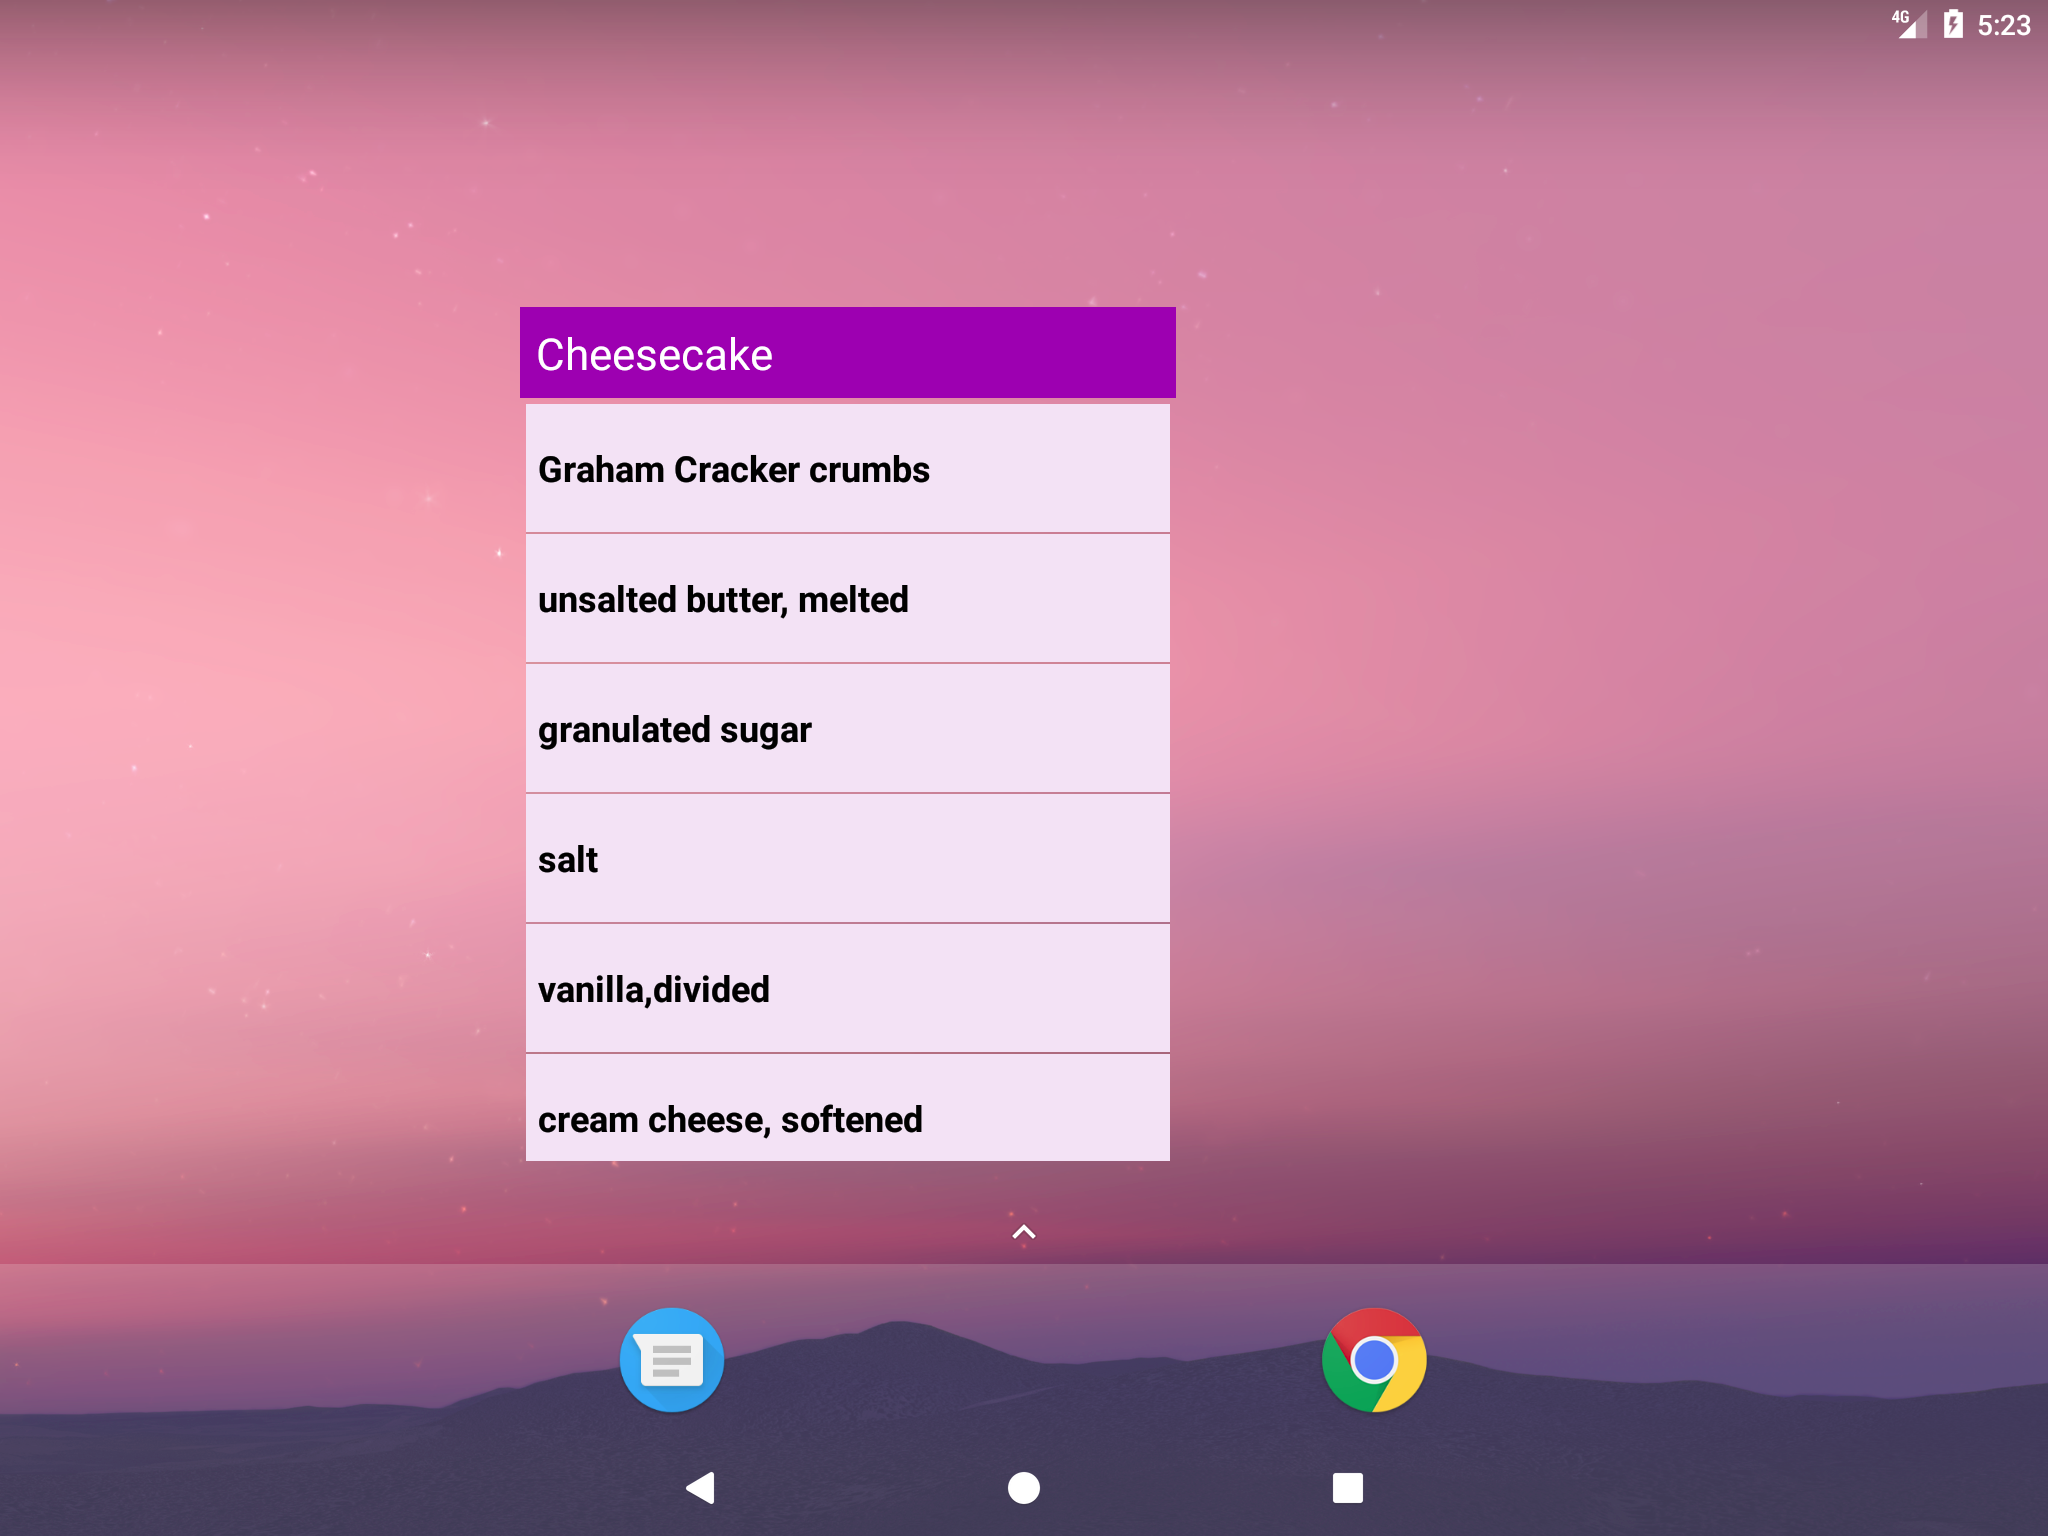 4G 5:23
Cheesecake
Graham Cracker crumbs
unsalted butter, melted
granulated sugar
salt
vanilla,divided
cream cheese, softened